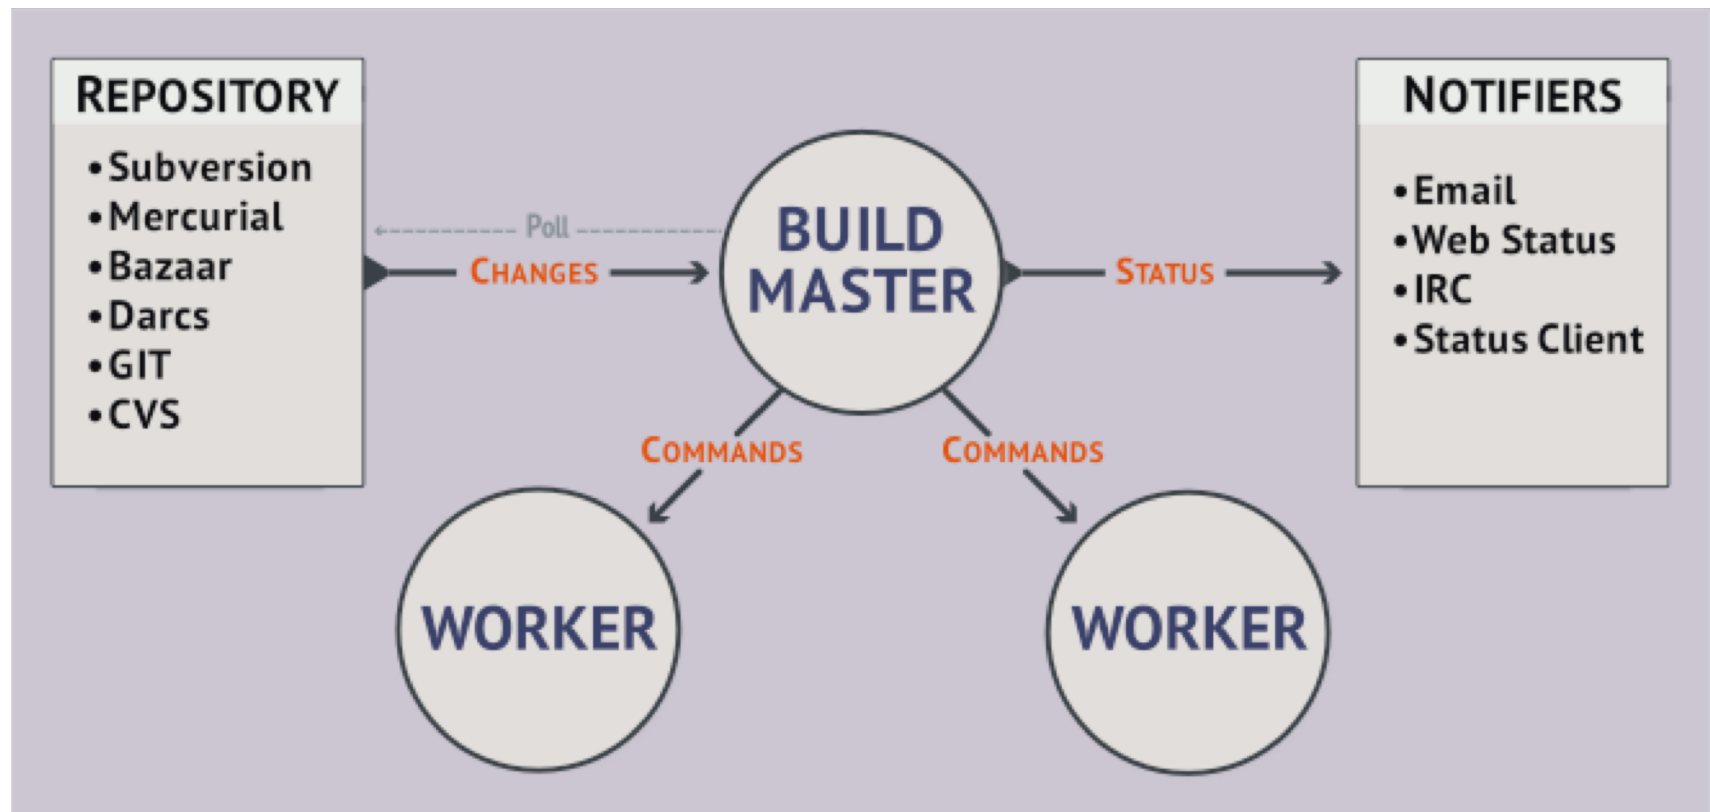 REPOSITORY
•Subversion
•Mercurial
•Bazaar
•Darcs
•GIT
•CVS
Poll
CHANGES
BUILD
MASTER
STATUS
NOTIFIERS
•Email
•Web Status
•IRC
•Status Client
COMMANDS
COMMANDS
WORKER
WORKER